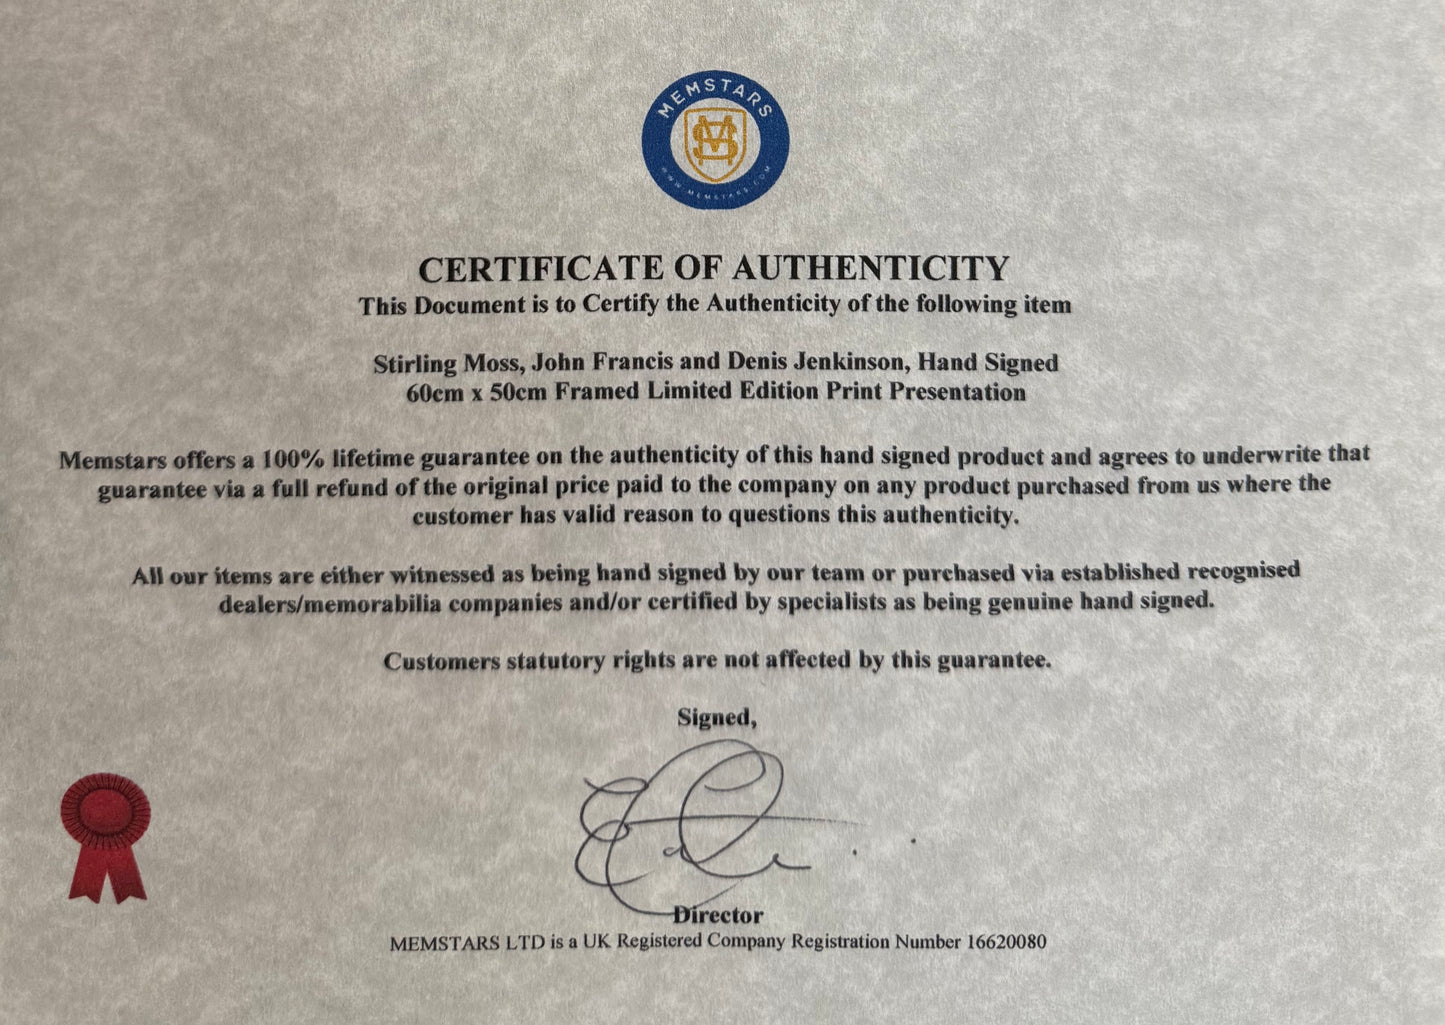 MEMSTARS
MS
WWW.MEMSTARS.COM
CERTIFICATE OF AUTHENTICITY
This Document is to Certify the Authenticity of the following item
Stirling Moss, John Francis and Denis Jenkinson, Hand Signed
60cm x 50cm Framed Limited Edition Print Presentation
Memstars offers a 100% lifetime guarantee on the authenticity of this hand signed product and agrees to underwrite that
guarantee via a full refund of the original price paid to the company on any product purchased from us where the
customer has valid reason to questions this authenticity.
All our items are either witnessed as being hand signed by our team or purchased via established recognised
dealers/memorabilia companies and/or certified by specialists as being genuine hand signed.
Customers statutory rights are not affected by this guarantee.
Signed,
Director
MEMSTARS LTD is a UK Registered Company Registration Number 16620080